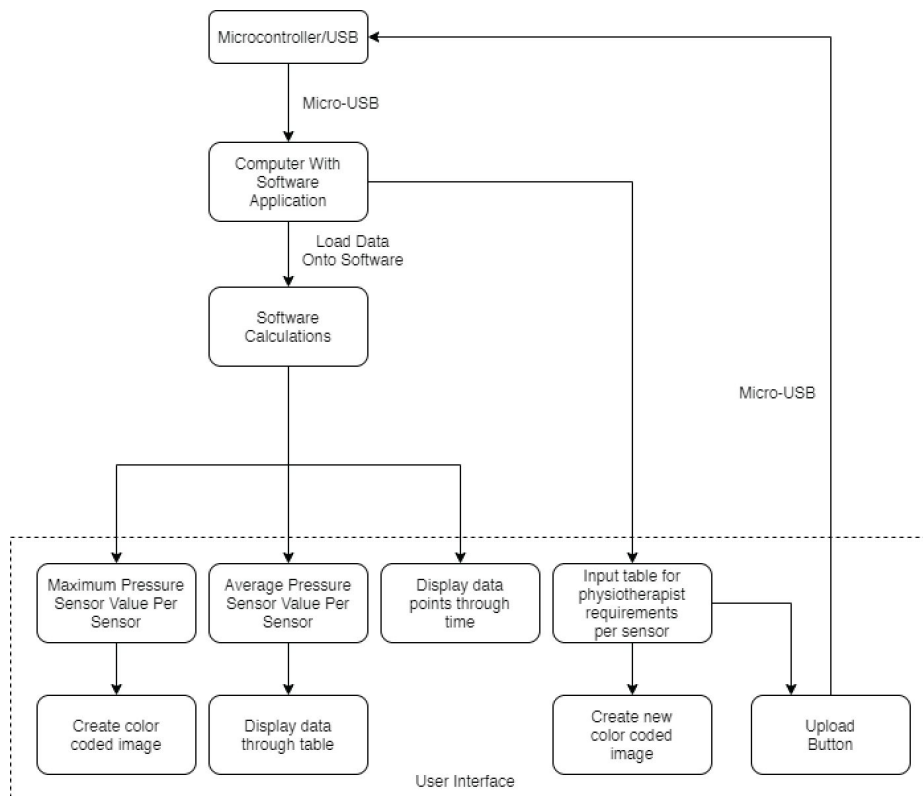 Microcontroller/USB
Micro-USB
Computer With
Software
Application
Load Data
Onto Software
Software
Calculations
Micro-USB
Maximum Pressure
Sensor Value Per
Sensor
Average Pressure
Sensor Value Per
Sensor
Display data
points through
time
Input table for
physiotherapist
requirements
per sensor
Create color
coded image
Display data
through table
Create new
color coded
image
Upload
Button
User Interface